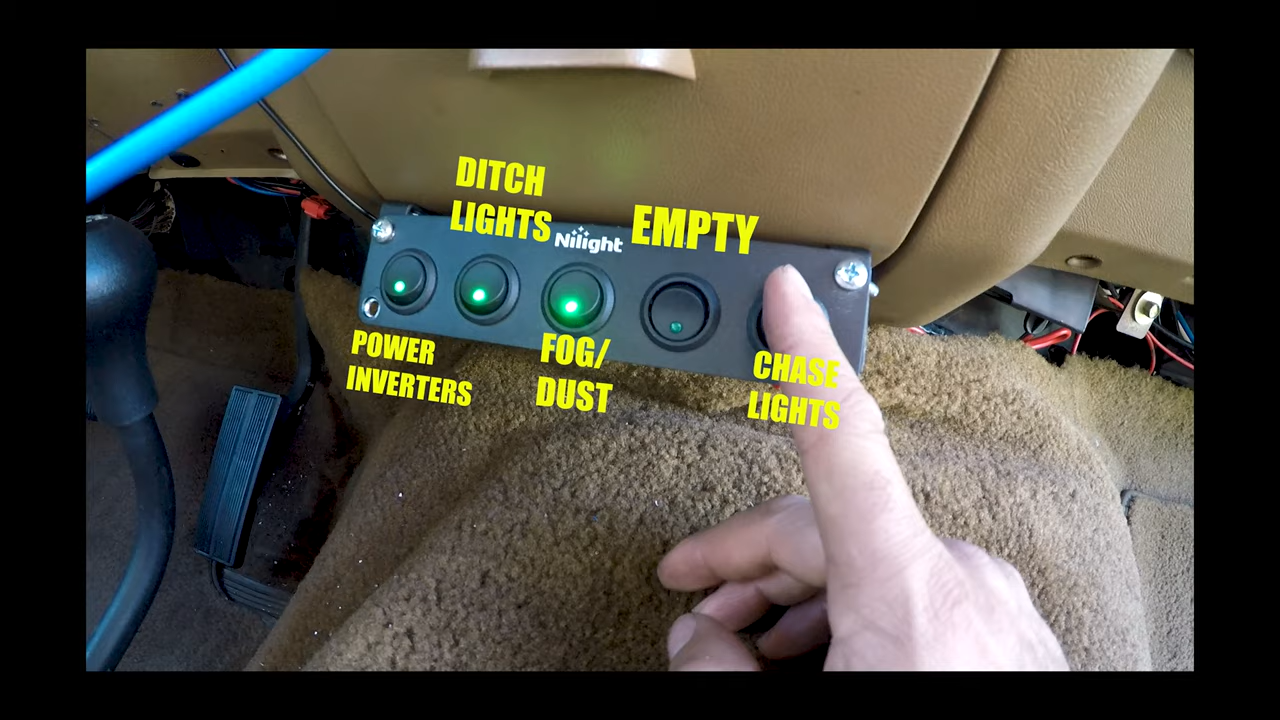 DITCH
LIGHTS
Nilight
EMPTY
POWER
INVERTERS
FOG/
DUST
CHASE
LIGHTS